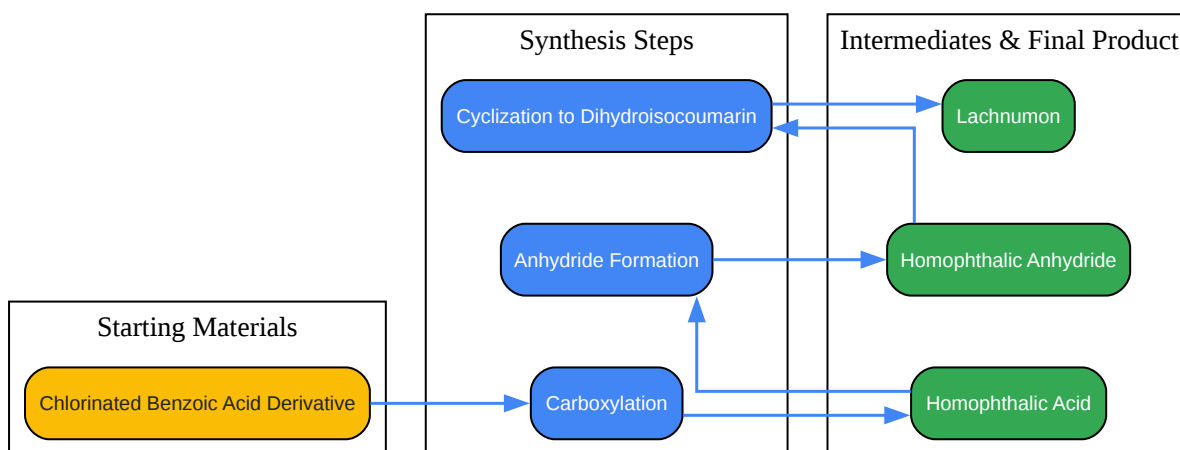 Synthesis Steps
Intermediates & Final Product
Cyclization to Dihydroisocoumarin
Lachnumon
Anhydride Formation
Homophthalic Anhydride
Starting Materials
Chlorinated Benzoic Acid Derivative
Carboxylation
Homophthalic Acid